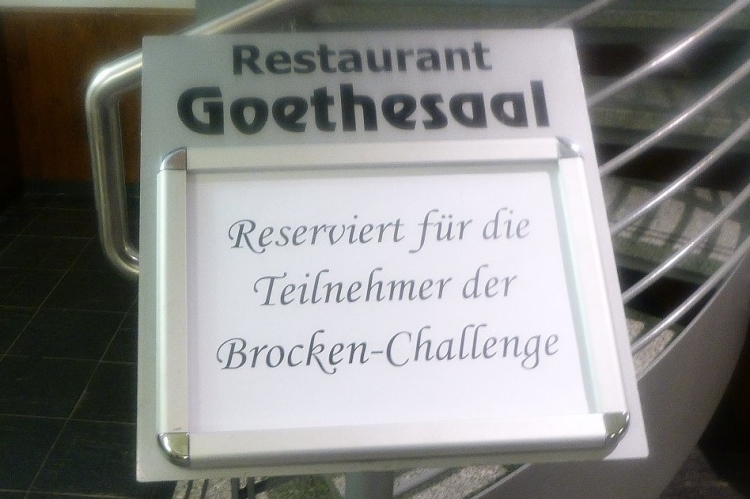 Restaurant
Goethesaal
Reserviert für die
Teilnehmer der
Brocken-Challenge